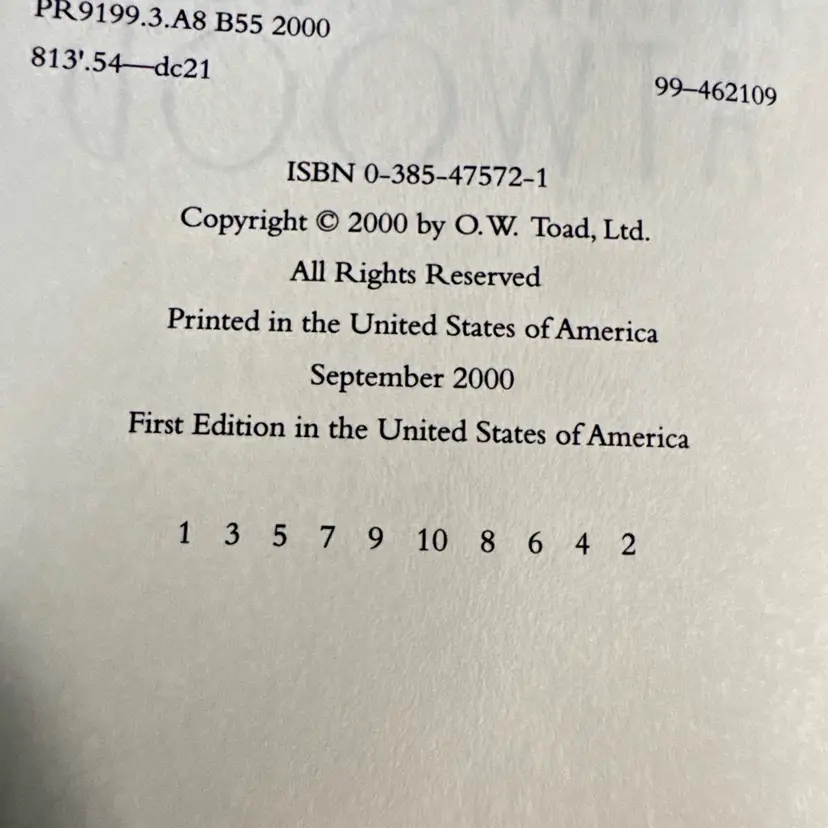 PR9199.3.A8 B55 2000
813'.54—dc21
99–462109
ISBN 0-385-47572-1
Copyright © 2000 by O.W. Toad, Ltd.
All Rights Reserved
Printed in the United States of America
September 2000
First Edition in the United States of America
1 3 5 7 9 10 8 6 4 2